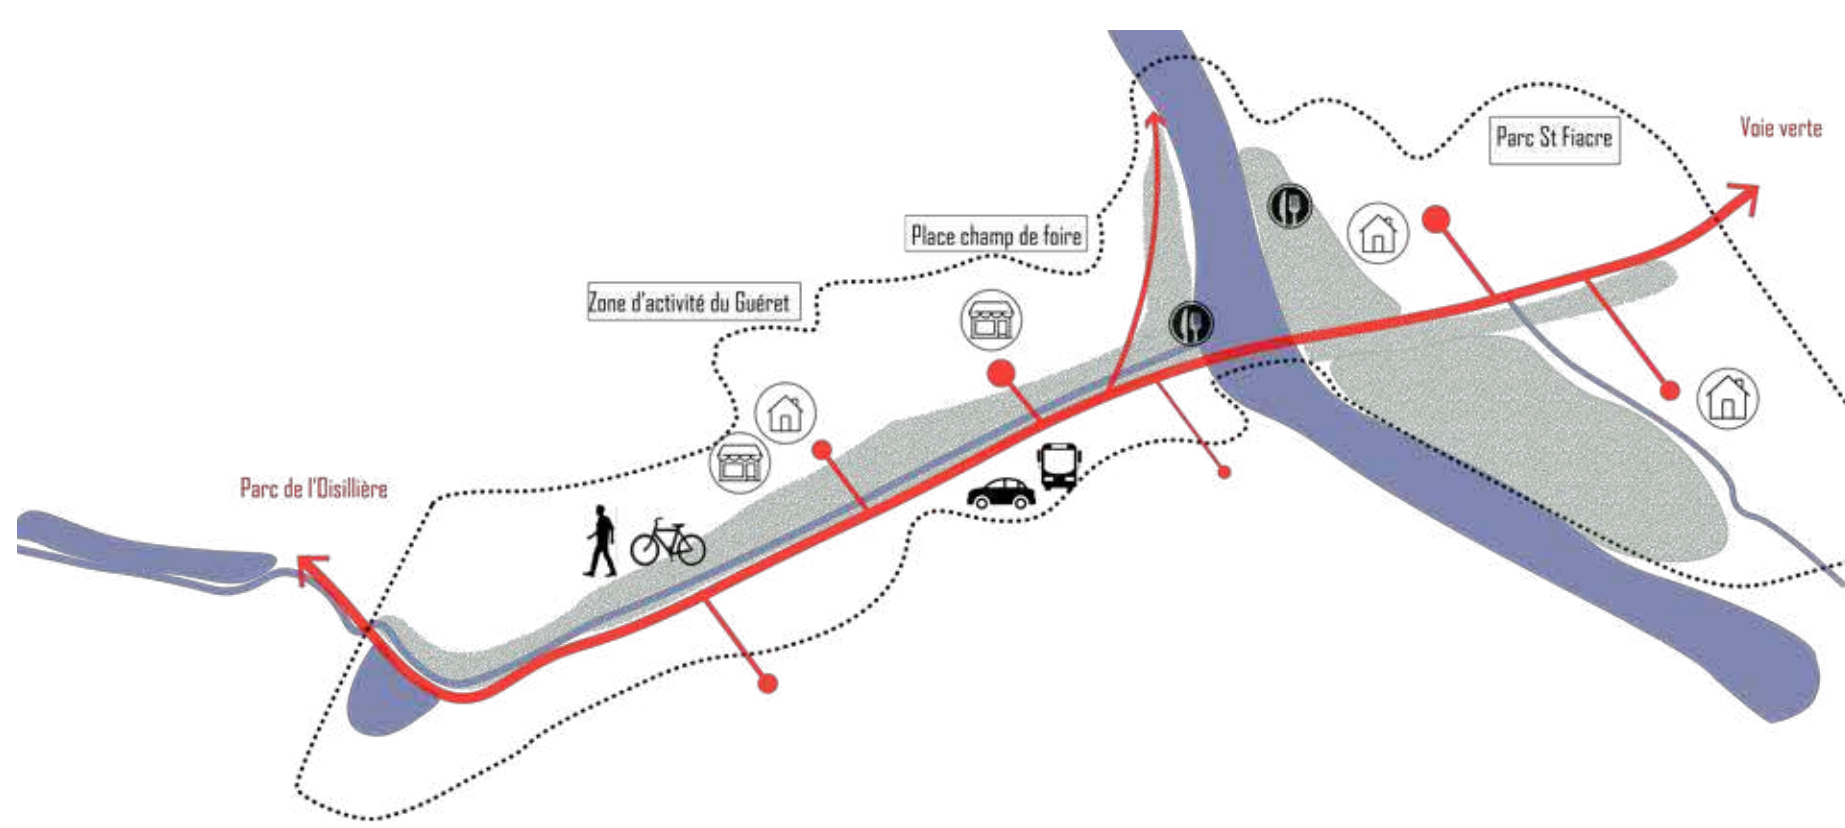 Voie verte
Parc St Fiacre
Place champ de foire
Zone d'activité du Guéret
Parc de l'Oisillière